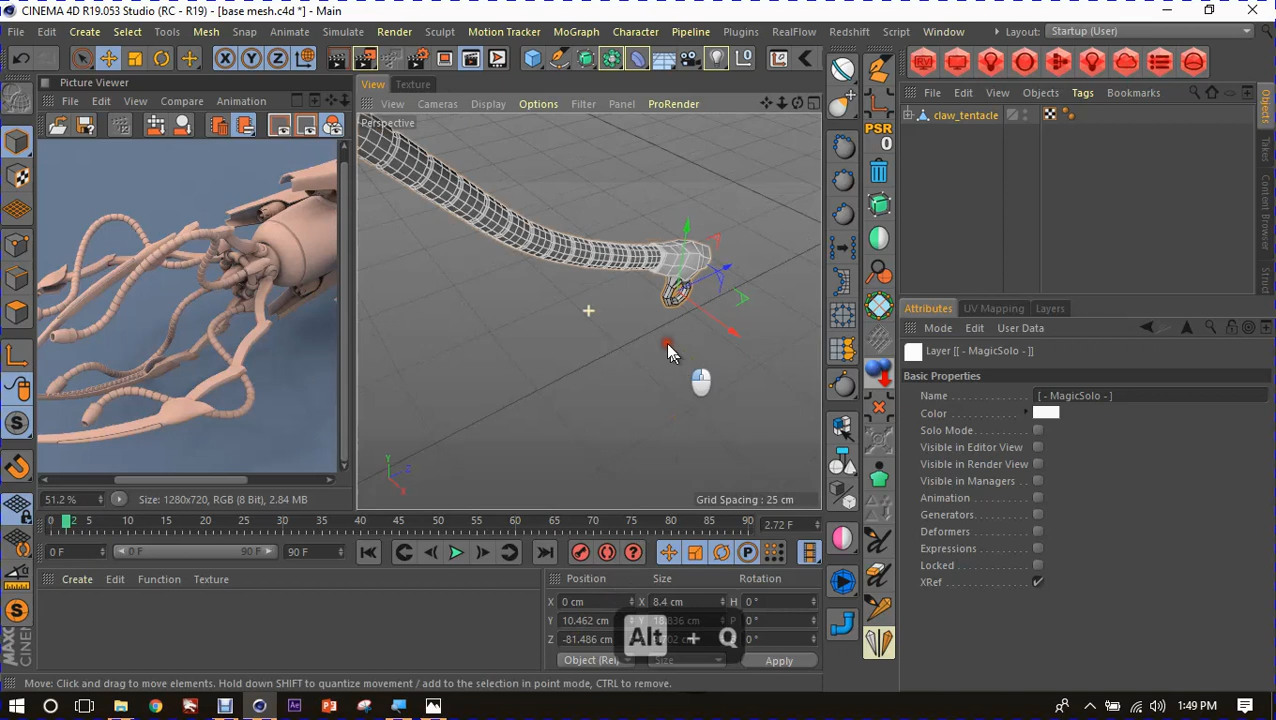 CINEMA 4D R19.053 Studio (RC - R19) - [base mesh.c4d *] - Main
File Edit Create Select Tools Mesh Snap Animate Simulate Render Sculpt Motion Tracker MoGraph Character Pipeline Plugins RealFlow Redshift Script Window Layout: Startup (User)
X Y Z
Picture Viewer
File Edit View Compare Animation
View Texture
View Cameras Display Options Filter Panel ProRender
Perspective
Grid Spacing : 25 cm
Y Z X
51.2 % Size: 1280x720, RGB (8 Bit), 2.84 MB
0 2 5 10 15 20 25 30 35 40 45 50 55 60 65 70 75 80 85 90 2.72 F
0 F 0 F 90 F 90 F
Create Edit Function Texture
Position Size Rotation
X 0 cm X 8.4 cm H 0 °
Y 10.462 cm Y 18.836 cm P 0 °
Z -81.486 cm 0 °
Object (Rel) Size Apply
Alt + Q
Move: Click and drag to move elements. Hold down SHIFT to quantize movement / add to the selection in point mode, CTRL to remove.
PSR
0
File Edit View Objects Tags Bookmarks
claw_tentacle
Objects
Takes
Attributes UV Mapping Layers
Mode Edit User Data
Layer [[ - MagicSolo - ]]
Basic Properties
Name [ - MagicSolo - ]
Color
Solo Mode
Visible in Editor View
Visible in Render View
Visible in Managers
Animation
Generators
Deformers
Expressions
Locked
XRef
1:49 PM